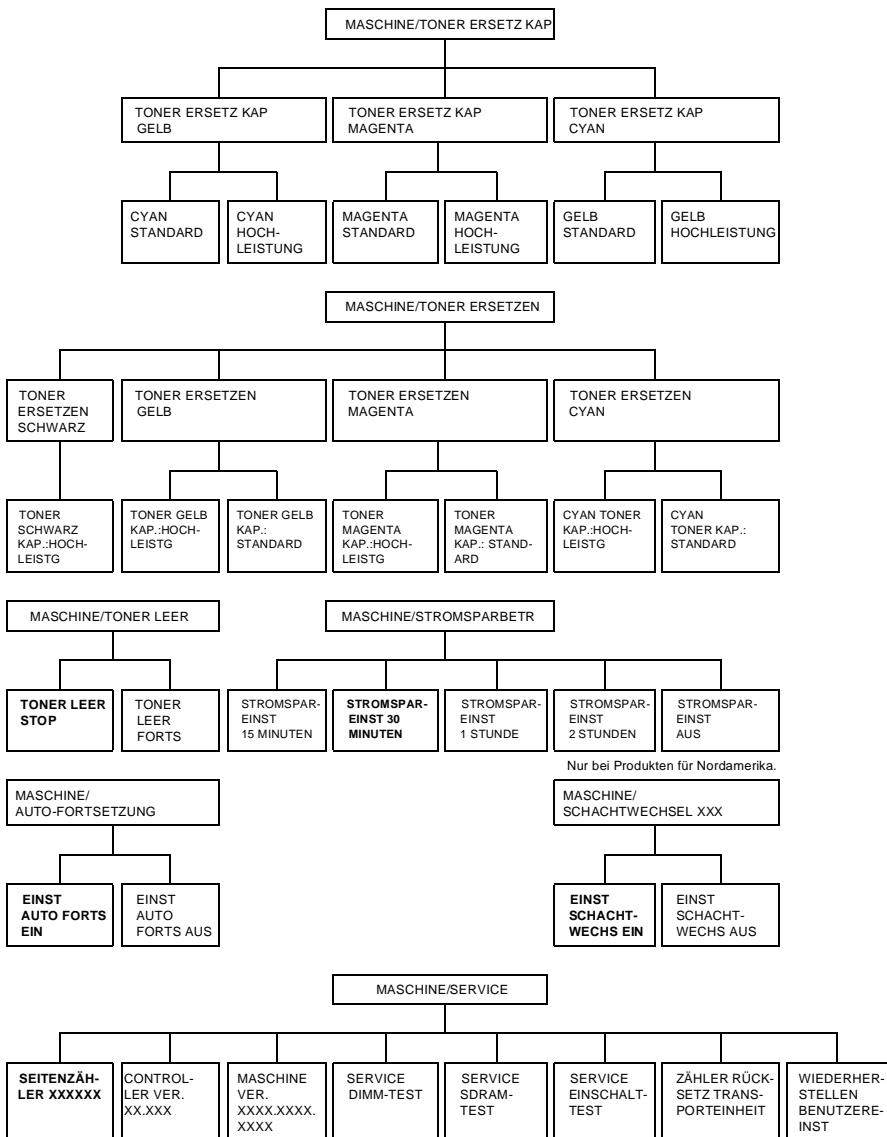 MASCHINE/TONER ERSETZ KAP
TONER ERSETZ KAP
GELB
TONER ERSETZ KAP
MAGENTA
TONER ERSETZ KAP
CYAN
CYAN
STANDARD
CYAN
HOCH-
LEISTUNG
MAGENTA
STANDARD
MAGENTA
HOCH-
LEISTUNG
GELB
STANDARD
GELB
HOCHLEISTUNG
MASCHINE/TONER ERSETZEN
TONER
ERSETZEN
SCHWARZ
TONER ERSETZEN
GELB
TONER ERSETZEN
MAGENTA
TONER ERSETZEN
CYAN
TONER
SCHWARZ
KAP.:HOCH-
LEISTG
TONER GELB
KAP.:HOCH-
LEISTG
TONER GELB
KAP.:
STANDARD
TONER
MAGENTA
KAP.:HOCH-
LEISTG
TONER
MAGENTA
KAP.: STAND-
ARD
CYAN TONER
KAP.:HOCH-
LEISTG
CYAN
TONER KAP.:
STANDARD
MASCHINE/TONER LEER
TONER LEER
STOP
TONER
LEER
FORTS
MASCHINE/STROMSPARBETR
STROMSPAR-
EINST
15 MINUTEN
STROMSPAR-
EINST 30
MINUTEN
STROMSPAR-
EINST
1 STUNDE
STROMSPAR-
EINST
2 STUNDEN
STROMSPAR-
EINST
AUS
Nur bei Produkten für Nordamerika.
MASCHINE/
AUTO-FORTSETZUNG
EINST
AUTO FORTS
EIN
EINST
AUTO
FORTS AUS
MASCHINE/
SCHACHTWECHSEL XXX
EINST
SCHACHT-
WECHS EIN
EINST
SCHACHT-
WECHS AUS
MASCHINE/SERVICE
SEITENZÄH-
LER XXXXXX
CONTROL-
LER VER.
XX.XXX
MASCHINE
VER.
XXXX.XXXX.
XXXX
SERVICE
DIMM-TEST
SERVICE
SDRAM-
TEST
SERVICE
EINSCHALT-
TEST
ZÄHLER RÜCK-
SETZ TRANS-
PORTEINHEIT
WIEDERHER-
STELLEN
BENUTZERE-
INST